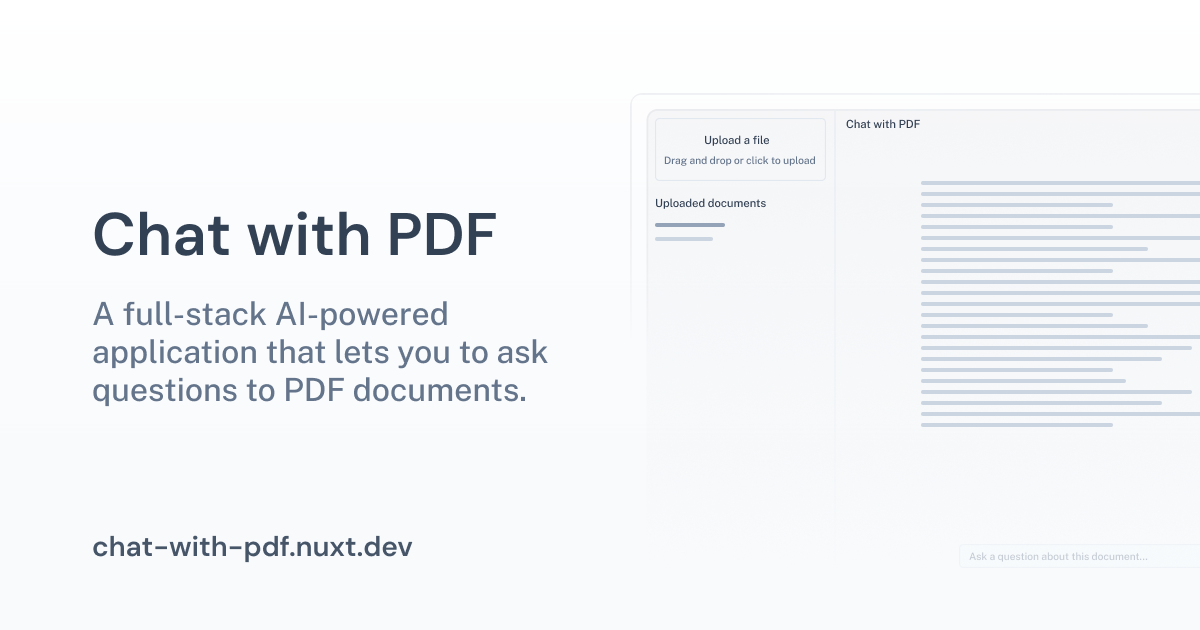 Chat with PDF
A full-stack AI-powered
application that lets you to ask
questions to PDF documents.
chat-with-pdf.nuxt.dev
Upload a file
Drag and drop or click to upload
Uploaded documents
Chat with PDF
Ask a question about this document...